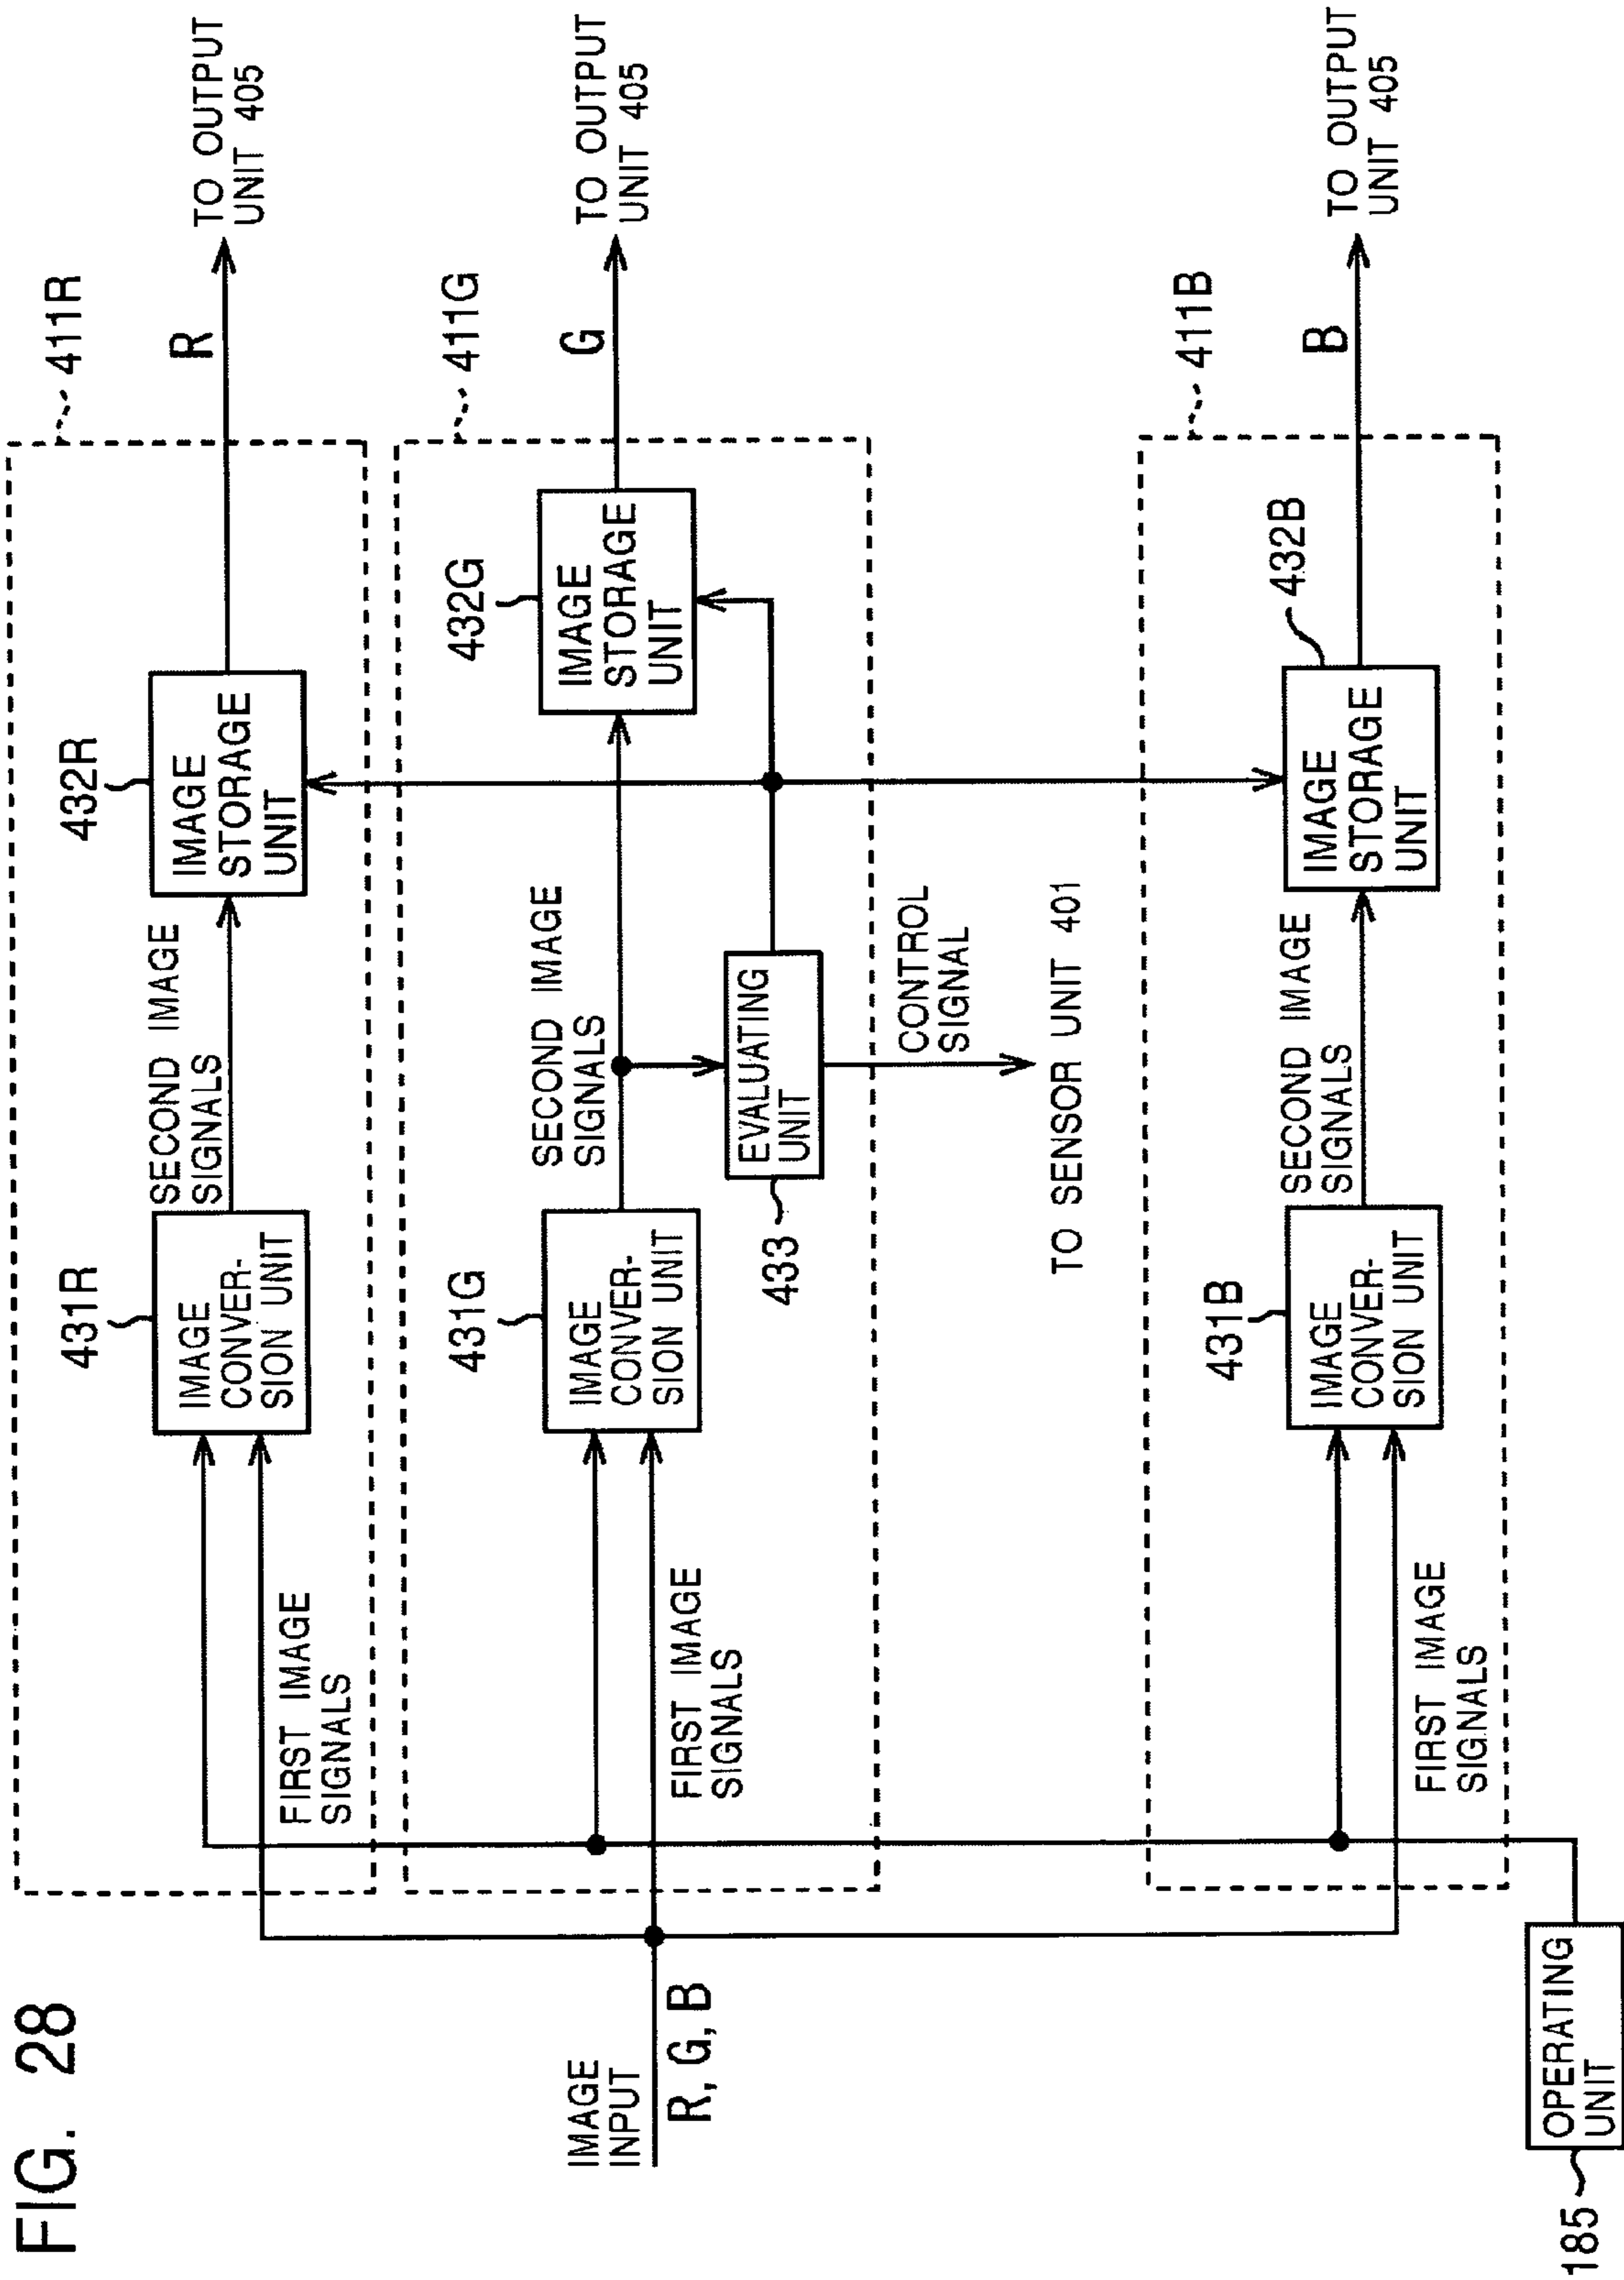 FIG. 28
411R
432R
431R
IMAGE
CONVER-
SION UNIT
SECOND IMAGE
SIGNALS
IMAGE
STORAGE
UNIT
R
TO OUTPUT
UNIT 405
FIRST IMAGE
SIGNALS
411G
432G
431G
IMAGE
CONVER-
SION UNIT
SECOND IMAGE
SIGNALS
IMAGE
STORAGE
UNIT
G
TO OUTPUT
UNIT 405
IMAGE
INPUT
R, G, B
FIRST IMAGE
SIGNALS
EVALUATING
UNIT
433
CONTROL
SIGNAL
TO SENSOR UNIT 401
411B
432B
431B
IMAGE
CONVER-
SION UNIT
SECOND IMAGE
SIGNALS
IMAGE
STORAGE
UNIT
B
TO OUTPUT
UNIT 405
FIRST IMAGE
SIGNALS
OPERATING
UNIT
185